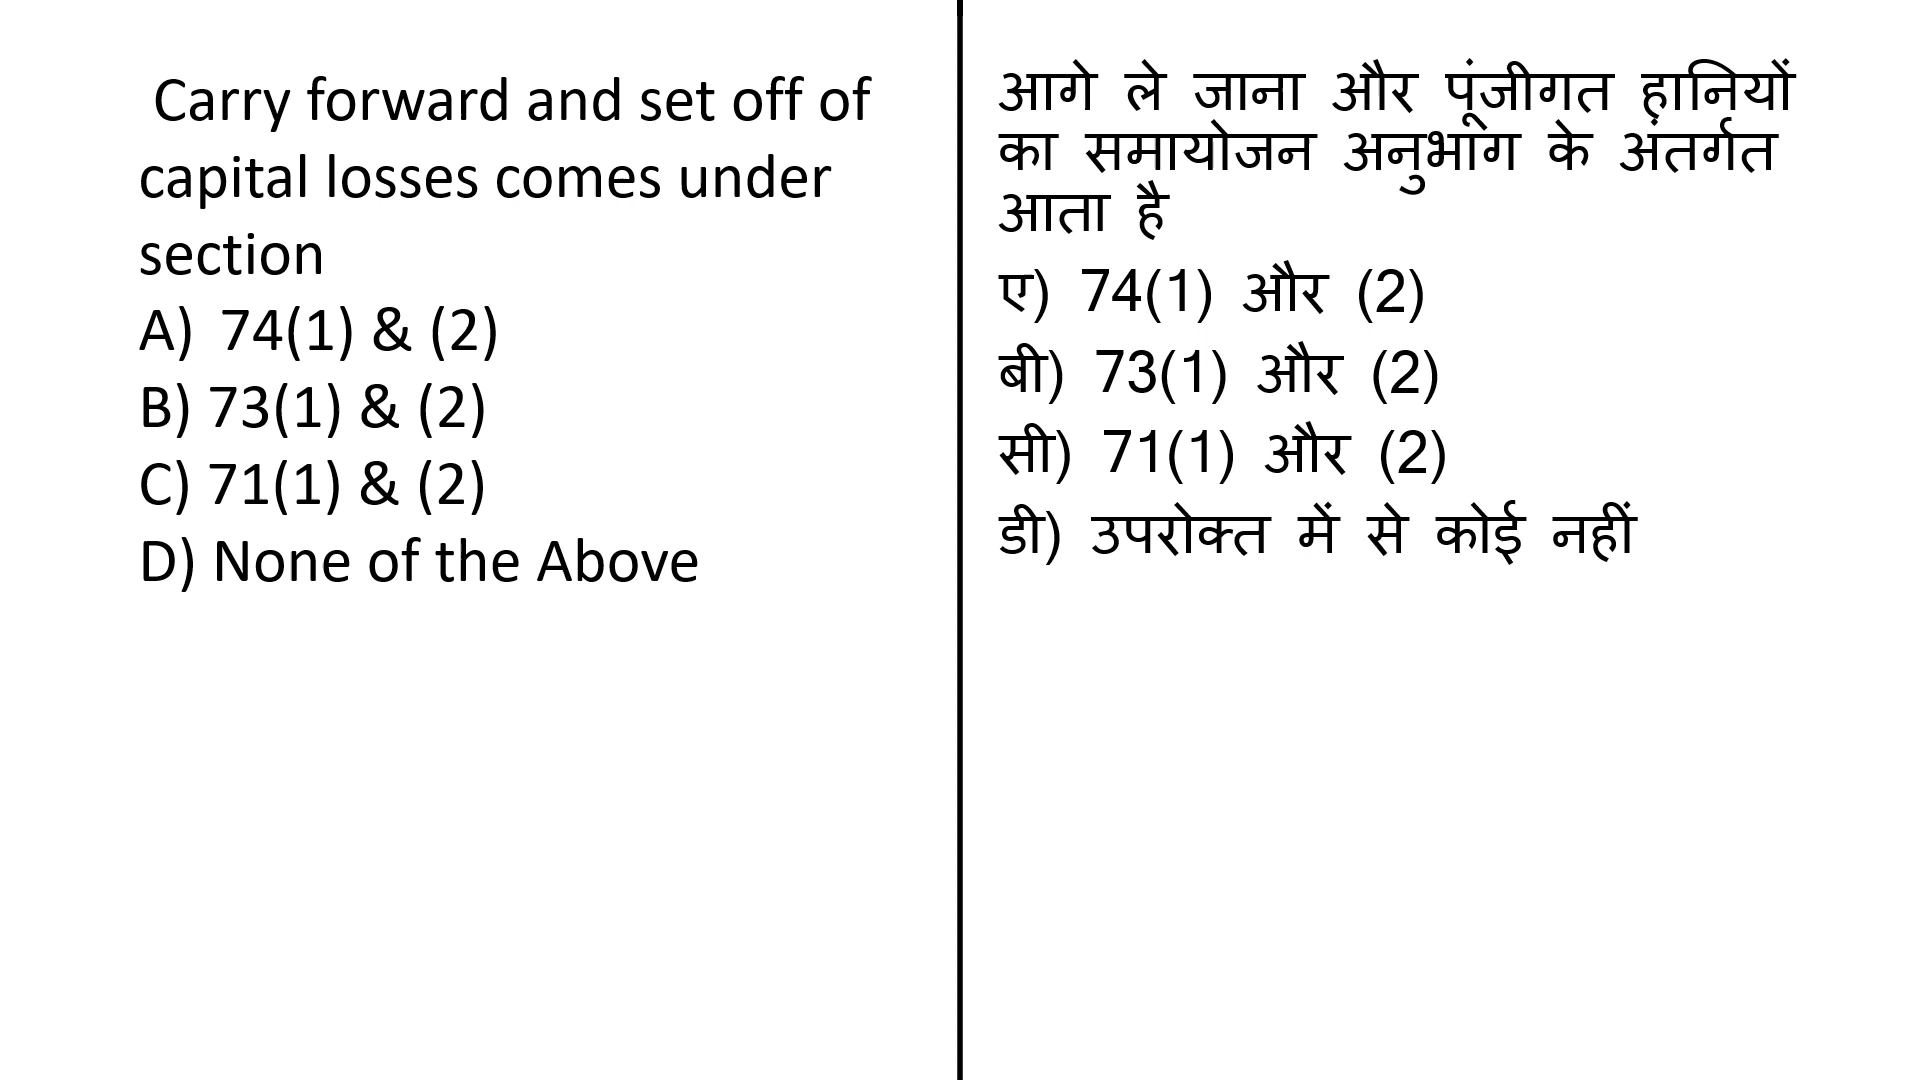 Carry forward and set off of
capital losses comes under
section
A) 74(1) & (2)
B) 73(1) & (2)
C) 71(1) & (2)
D) None of the Above
आगे ले जाना और पूंजीगत हानियों
का समायोजन अनुभाग के अंतर्गत
आता है
ए) 74(1) और (2)
बी) 73(1) और (2)
सी) 71(1) और (2)
डी) उपरोक्त में से कोई नहीं